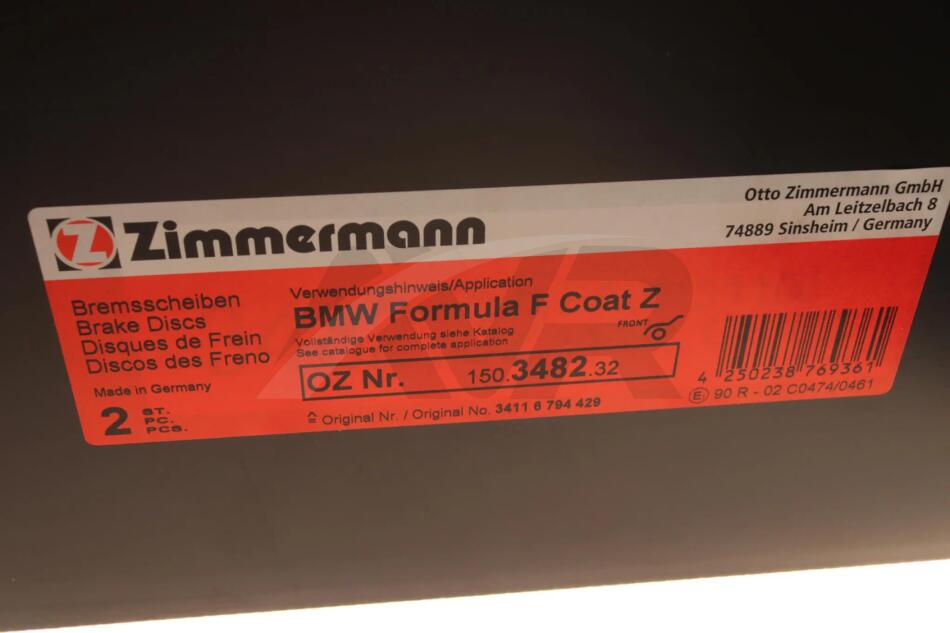 Z Zimmermann
Otto Zimmermann GmbH
Am Leitzelbach 8
74889 Sinsheim / Germany
Bremsscheiben
Brake Discs
Disques de Frein
Discos des Freno
Made in Germany
2 ST.
PC.
PCS.
Verwendungshinweis/Application
BMW Formula F Coat Z
Vollständige Verwendung siehe Katalog
See catalogue for complete application
FRONT
OZ Nr. 150.3482.32
≙ Original Nr. / Original No. 3411 6 794 429
4 250238 769361
E 90 R - 02 C0474/0461
AVR